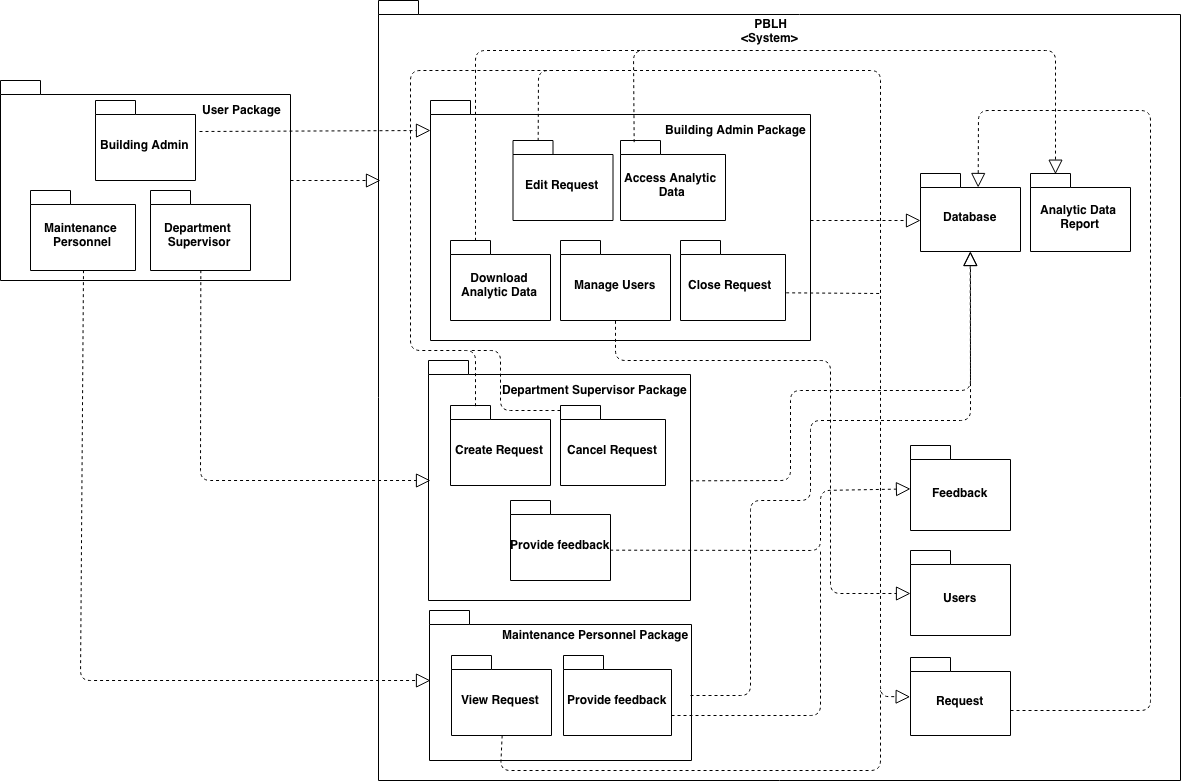 PBLH
<System>
User Package
Building Admin
Maintenance
Personnel
Department
Supervisor
Building Admin Package
Edit Request
Access Analytic
Data
Download
Analytic Data
Manage Users
Close Request
Database
Analytic Data
Report
Department Supervisor Package
Create Request
Cancel Request
Provide feedback
Feedback
Users
Maintenance Personnel Package
View Request
Provide feedback
Request